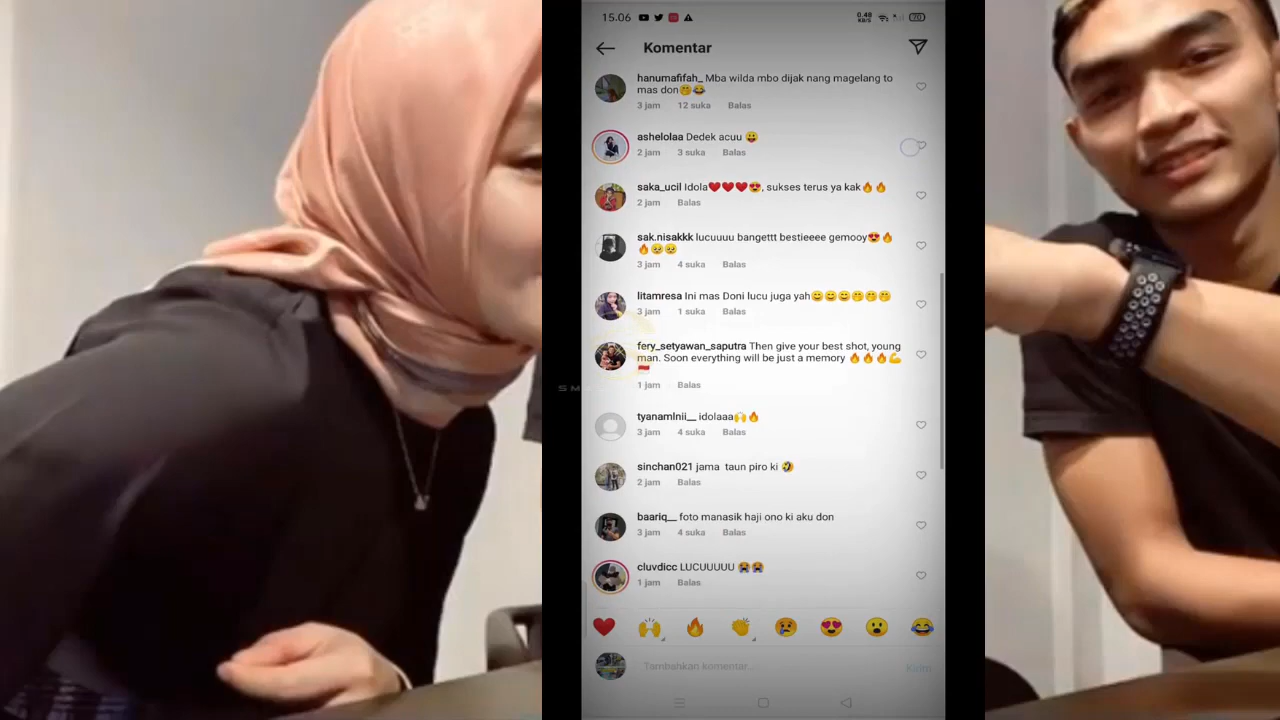 15.06
0.48
KB/S
70
Komentar
hanumafifah_ Mba wilda mbo dijak nang magelang to
mas don🤭😂
3 jam 12 suka Balas
ashelolaa Dedek acuu 😛
2 jam 3 suka Balas
saka_ucil Idola❤️❤️❤️😍, sukses terus ya kak🔥🔥
2 jam Balas
sak.nisakkk lucuuuu bangettt bestieeee gemooy😍🔥
🔥🥺🥺
3 jam 4 suka Balas
litamresa Ini mas Doni lucu juga yah😄😄😄🤭🤭🤭
3 jam 1 suka Balas
fery_setyawan_saputra Then give your best shot, young
man. Soon everything will be just a memory 🔥🔥🔥💪
🇮🇩
1 jam Balas
tyanamlnii__ idolaaa🙌🔥
3 jam 4 suka Balas
sinchan021 jama taun piro ki 🤣
2 jam Balas
baariq__ foto manasik haji ono ki aku don
3 jam 4 suka Balas
cluvdicc LUCUUUUU 😭😭
1 jam Balas
Tambahkan komentar...
Kirim